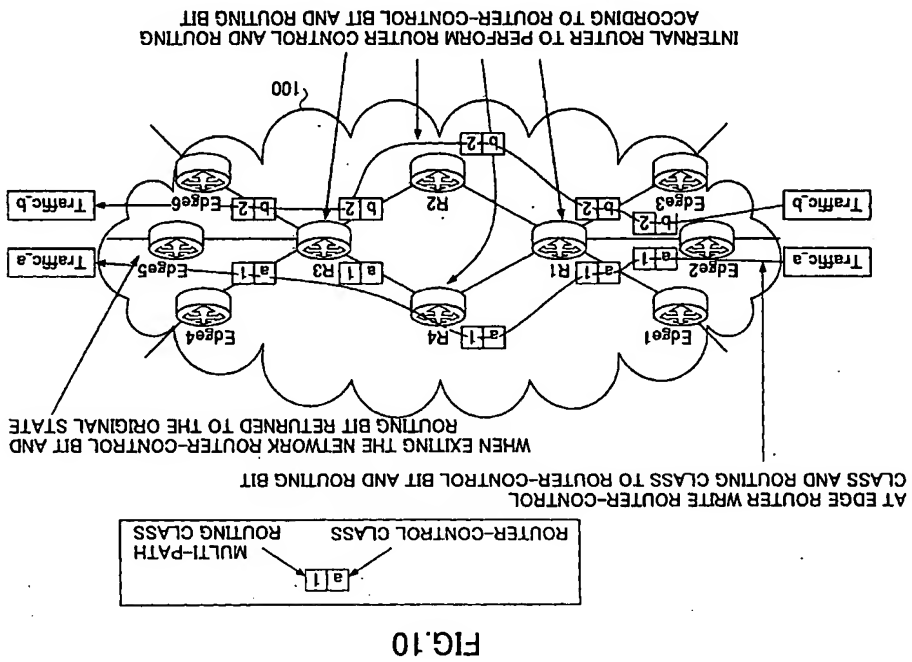 FIG.10
a 1
ROUTER-CONTROL CLASS
MULTI-PATH
ROUTING CLASS
AT EDGE ROUTER WRITE ROUTER-CONTROL
CLASS AND ROUTING CLASS TO ROUTER-CONTROL BIT AND ROUTING BIT
WHEN EXITING THE NETWORK ROUTER-CONTROL BIT AND
ROUTING BIT RETURNED TO THE ORIGINAL STATE
Edge1
a 1
R4
Edge4
Traffic_a
Edge2
a 1
a 1
R1
a 1
R3
a 1
Edge5
Traffic_a
Traffic_b
Edge3
b 2
b 2
b 2
R2
b 2
b 2
Edge6
Traffic_b
100
INTERNAL ROUTER TO PERFORM ROUTER CONTROL AND ROUTING
ACCORDING TO ROUTER-CONTROL BIT AND ROUTING BIT